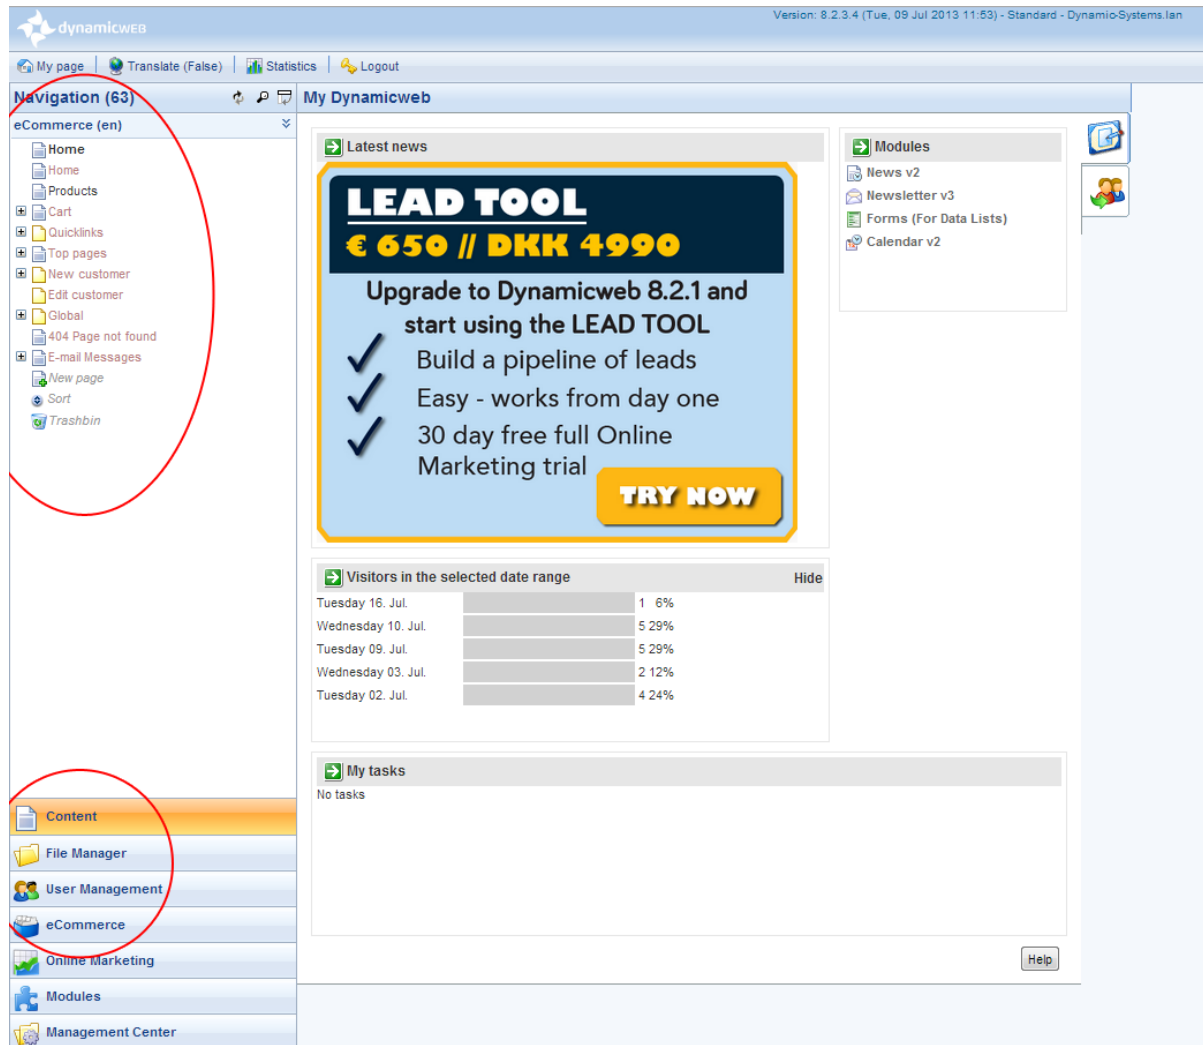 dynamicweb
Version: 8.2.3.4 (Tue, 09 Jul 2013 11:53) - Standard - Dynamic-Systems.lan
My page
Translate (False)
Statistics
Logout
Navigation (63)
eCommerce (en)
Home
Home
Products
Cart
Quicklinks
Top pages
New customer
Edit customer
Global
404 Page not found
E-mail Messages
New page
Sort
Trashbin
Content
File Manager
User Management
eCommerce
Online Marketing
Modules
Management Center
My Dynamicweb
Latest news
LEAD TOOL
€ 650 // DKK 4990
Upgrade to Dynamicweb 8.2.1 and
start using the LEAD TOOL
Build a pipeline of leads
Easy - works from day one
30 day free full Online
Marketing trial
TRY NOW
Modules
News v2
Newsletter v3
Forms (For Data Lists)
Calendar v2
Visitors in the selected date range Hide
Tuesday 16. Jul. 1 6%
Wednesday 10. Jul. 5 29%
Tuesday 09. Jul. 5 29%
Wednesday 03. Jul. 2 12%
Tuesday 02. Jul. 4 24%
My tasks
No tasks
Help